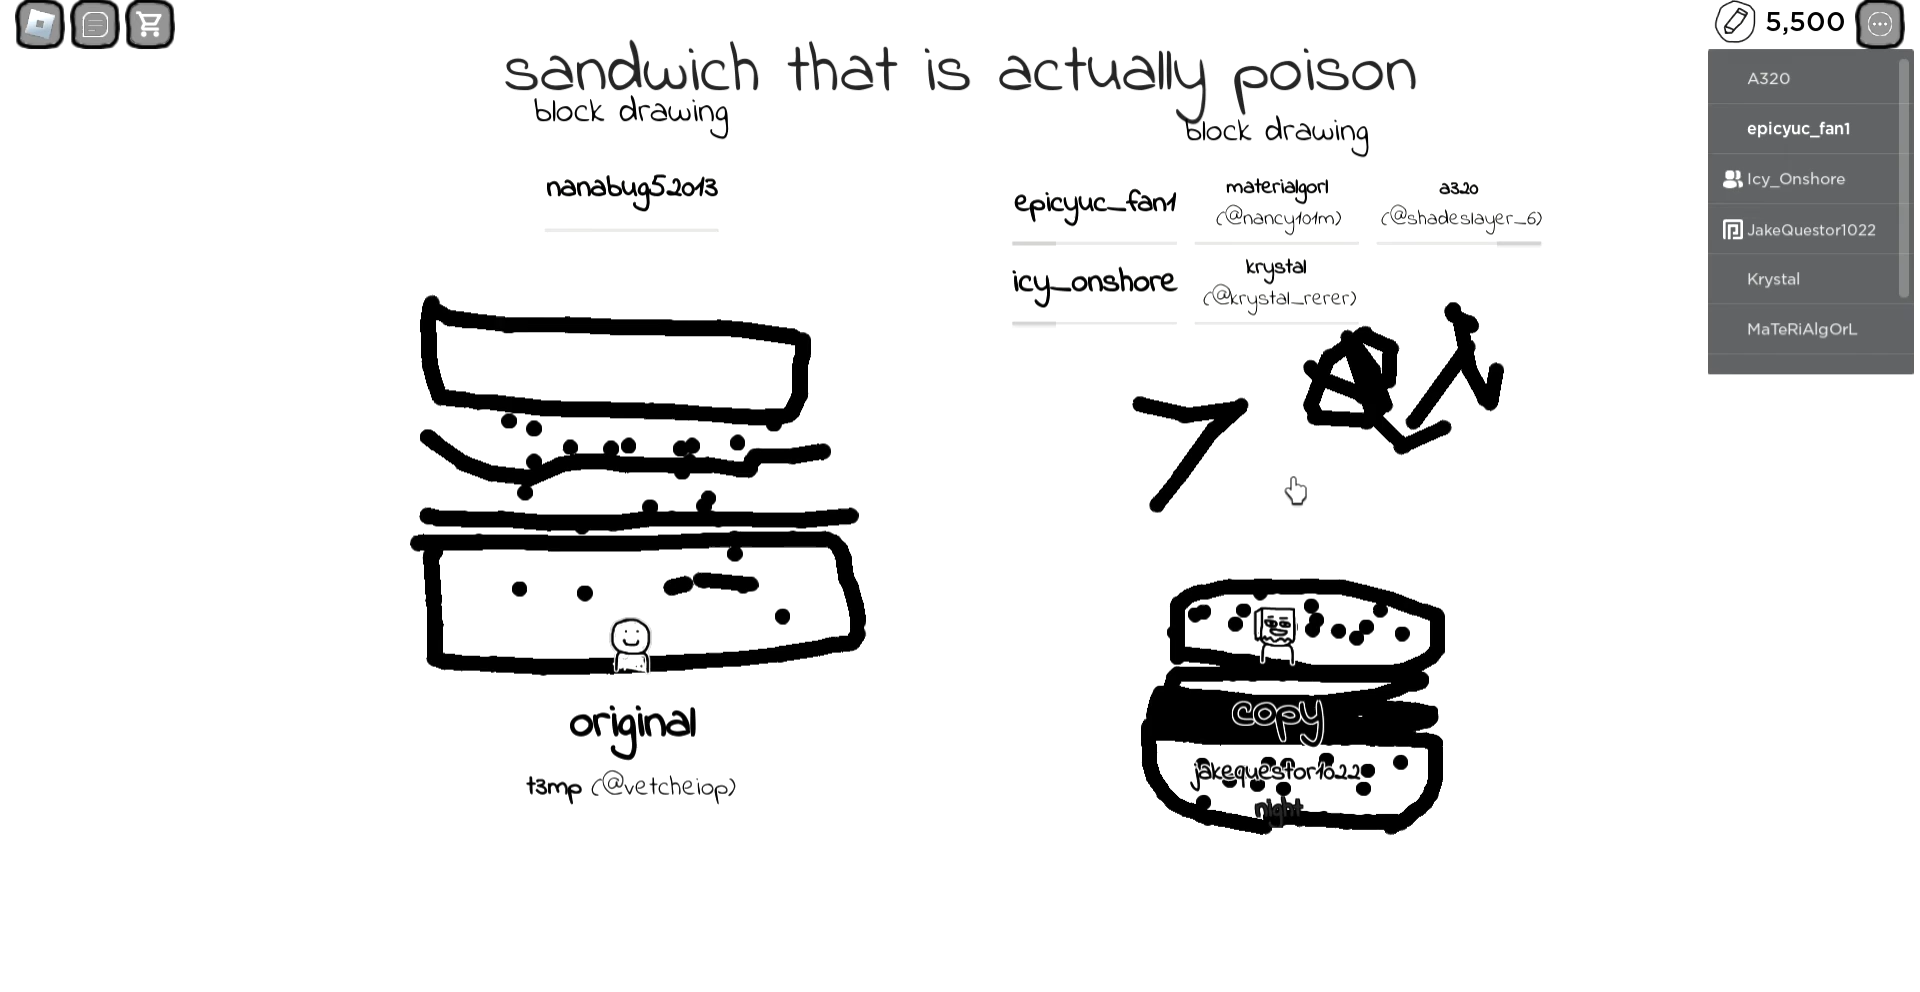 5,500
sandwich that is actually poison
block drawing
nanabug52013
original
t3mp (@vetcheiop)
block drawing
epicyuc_fan1
materialgorl
(@nancy101m)
a320
(@shadeslayer_6)
icy_onshore
krystal
(@krystal_rerer)
copy
jakequestor1022
night
A320
epicyuc_fan1
Icy_Onshore
JakeQuestor1022
Krystal
MaTeRiAlgOrL